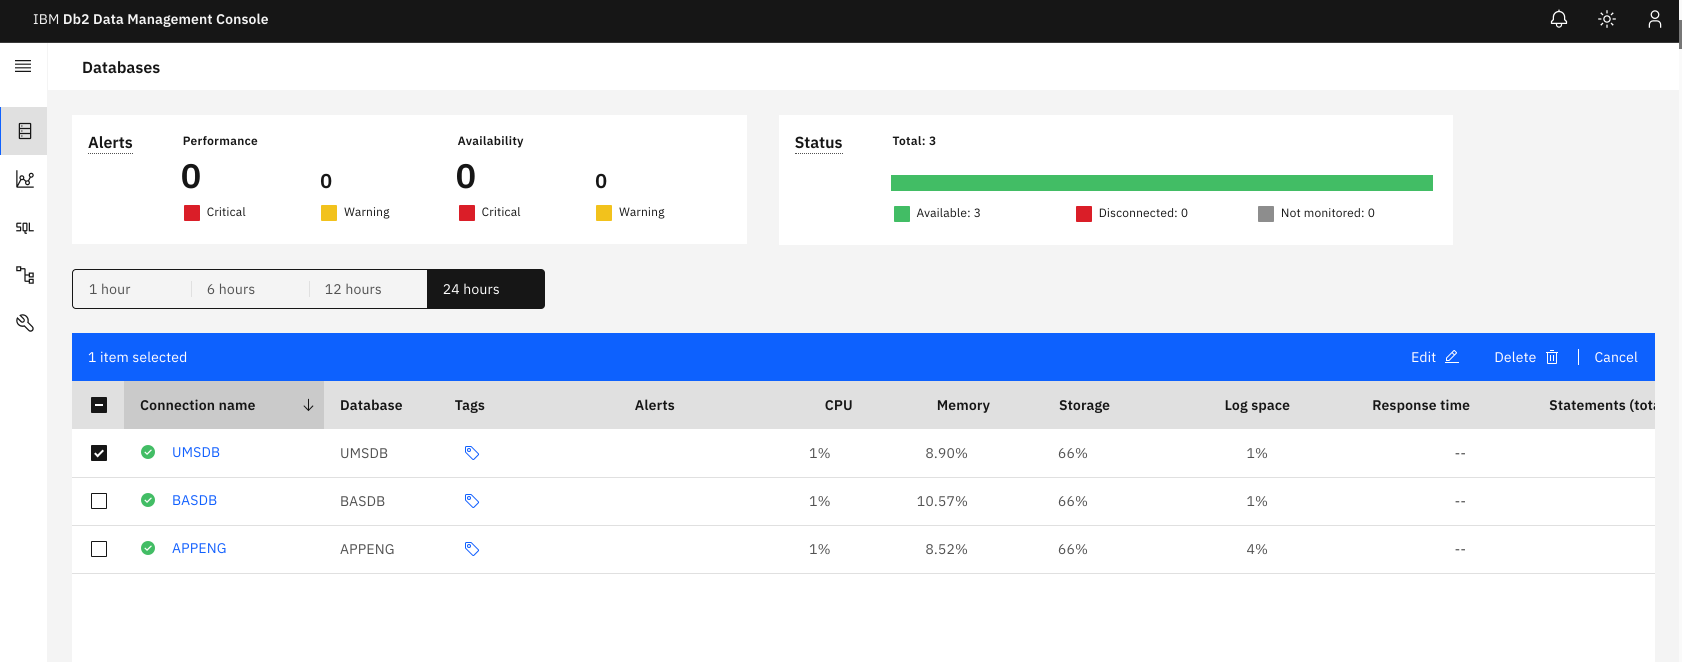 IBM Db2 Data Management Console
Databases
Alerts
Performance
0
Critical
0
Warning
Availability
0
Critical
0
Warning
Status
Total: 3
Available: 3
Disconnected: 0
Not monitored: 0
SQL
1 hour 6 hours 12 hours 24 hours
1 item selected Edit Delete Cancel
Connection name Database Tags Alerts CPU Memory Storage Log space Response time Statements (tota
UMSDB UMSDB 1% 8.90% 66% 1% --
BASDB BASDB 1% 10.57% 66% 1% --
APPENG APPENG 1% 8.52% 66% 4% --